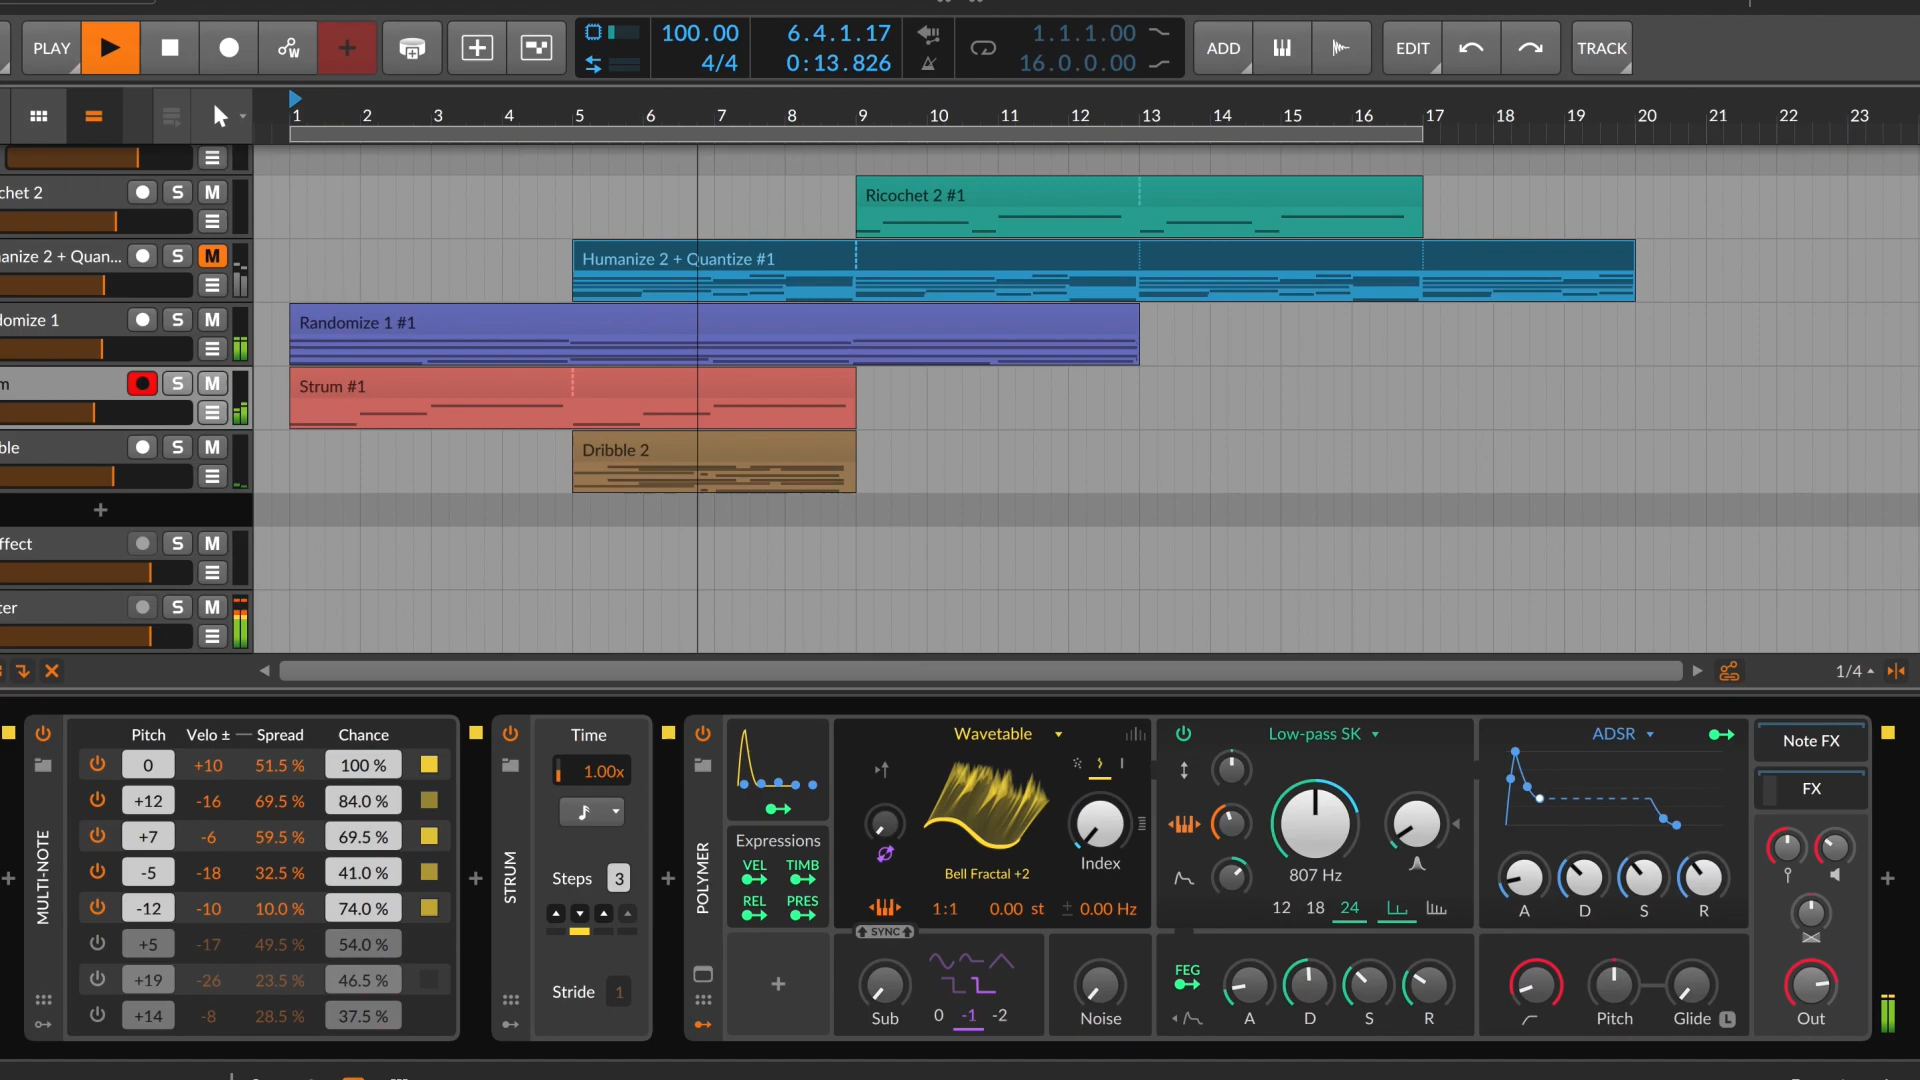 PLAY
100.00
4/4
6.4.1.17
0:13.826
1.1.1.00
16.0.0.00
ADD
EDIT
TRACK
1 2 3 4 5 6 7 8 9 10 11 12 13 14 15 16 17 18 19 20 21 22 23
chet 2 S M
Ricochet 2 #1
anize 2 + Quan... S M
Humanize 2 + Quantize #1
domize 1 S M
Randomize 1 #1
m S M
Strum #1
ble S M
Dribble 2
ffect S M
ter S M
1/4
MULTI-NOTE
Pitch Velo ± Spread Chance
0 +10 51.5 % 100 %
+12 -16 69.5 % 84.0 %
+7 -6 59.5 % 69.5 %
-5 -18 32.5 % 41.0 %
-12 -10 10.0 % 74.0 %
+5 -17 49.5 % 54.0 %
+19 -26 23.5 % 46.5 %
+14 -8 28.5 % 37.5 %
STRUM
Time
1.00x
Steps 3
Stride 1
POLYMER
Expressions
VEL TIMB
REL PRES
Wavetable
Bell Fractal +2
Index
1:1 0.00 st ± 0.00 Hz
SYNC
Sub
0 -1 -2
Noise
Low-pass SK
807 Hz
12 18 24
FEG
A D S R
ADSR
A D S R
Pitch Glide L
Note FX
FX
Out